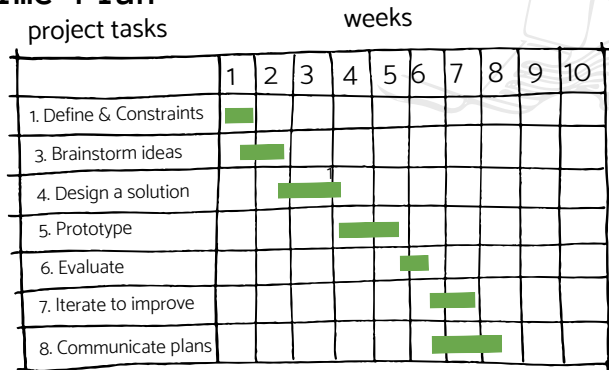 project tasks weeks
1 2 3 4 5 6 7 8 9 10
1. Define & Constraints
3. Brainstorm ideas
1
4. Design a solution
5. Prototype
6. Evaluate
7. Iterate to improve
8. Communicate plans